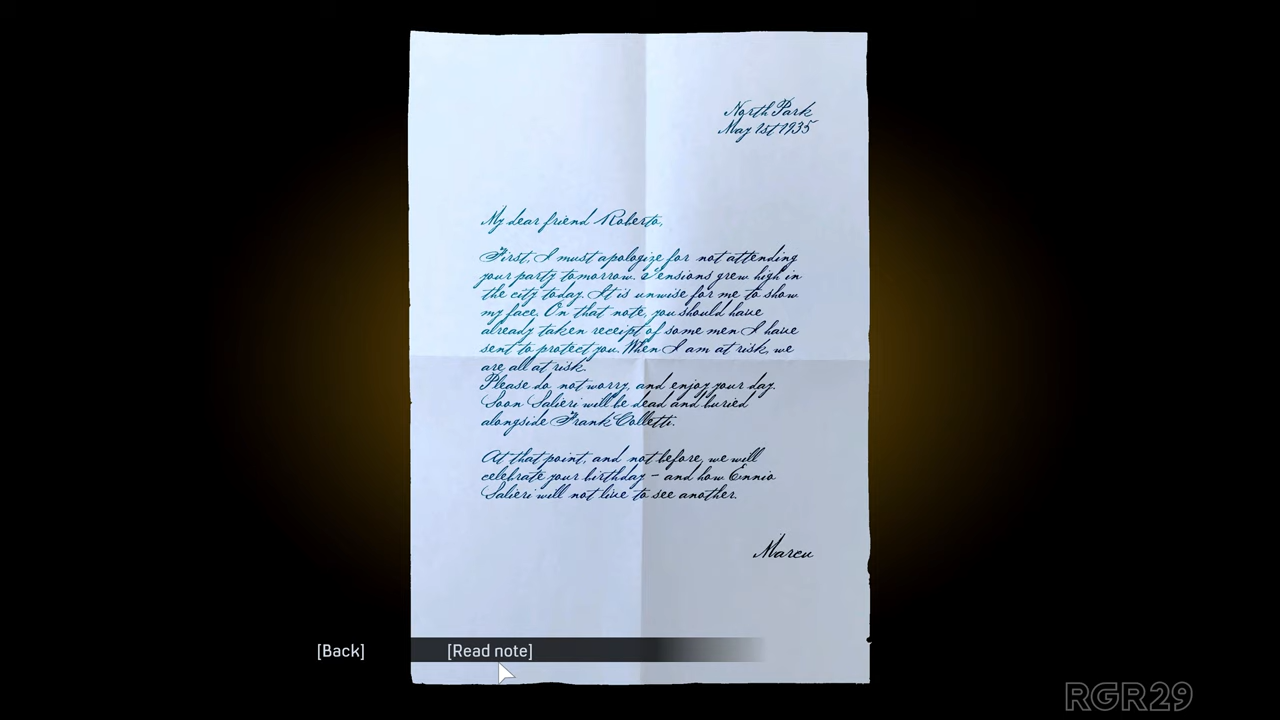 North Park
May 1st 1935
My dear friend Roberto,
First, I must apologize for not attending
your party tomorrow. Tensions grew high in
the city today. It is unwise for me to show
my face. On that note, you should have
already taken receipt of some men I have
sent to protect you. When I am at risk, we
are all at risk.
Please do not worry, and enjoy your day.
Soon Salieri will be dead and buried
alongside Frank Colletti.
At that point, and not before, we will
celebrate your birthday – and how Ennio
Salieri will not live to see another.
Marcu
[Back] [Read note]
RGR29